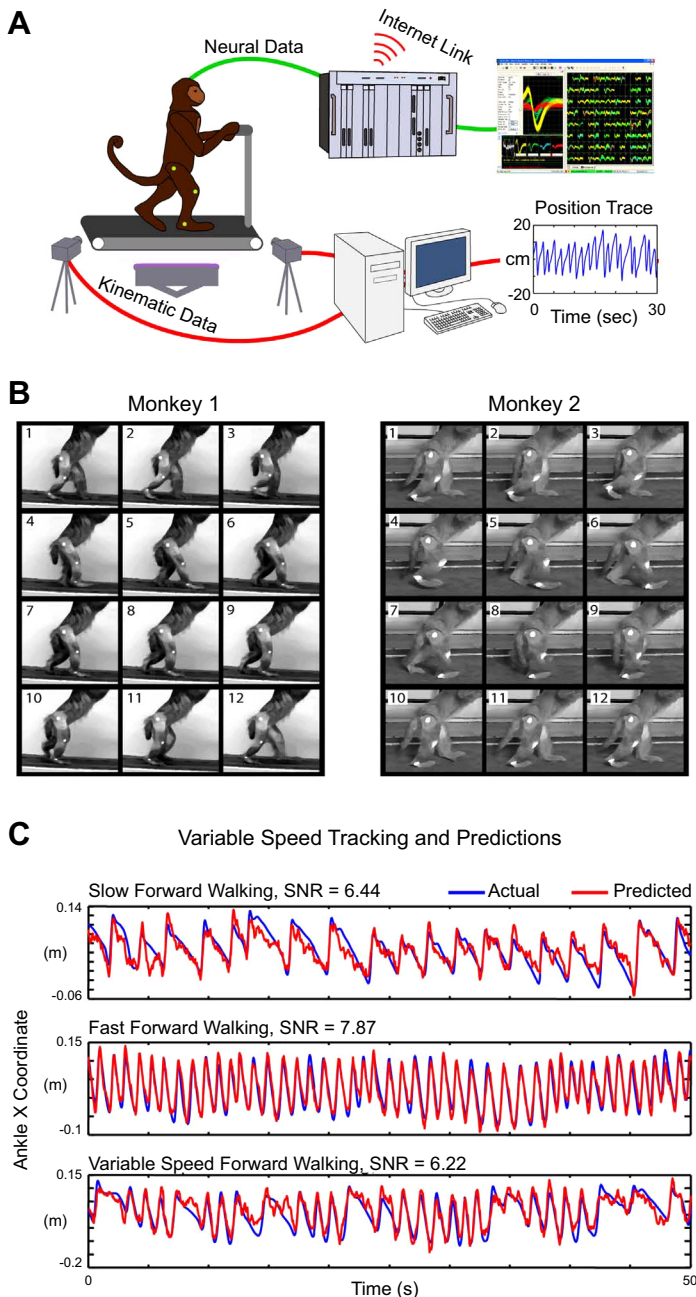 A
Neural Data
Internet Link
Kinematic Data
Position Trace
20
cm
-20
0
30
Time (sec)
B
Monkey 1
Monkey 2
1
2
3
4
5
6
7
8
9
10
11
12
1
2
3
4
5
6
7
8
9
10
11
12
C
Variable Speed Tracking and Predictions
Slow Forward Walking, SNR = 6.44
Actual
Predicted
0.14
(m)
-0.06
Fast Forward Walking, SNR = 7.87
0.15
(m)
-0.1
Variable Speed Forward Walking, SNR = 6.22
0.15
(m)
-0.2
Ankle X Coordinate
0
50
Time (s)